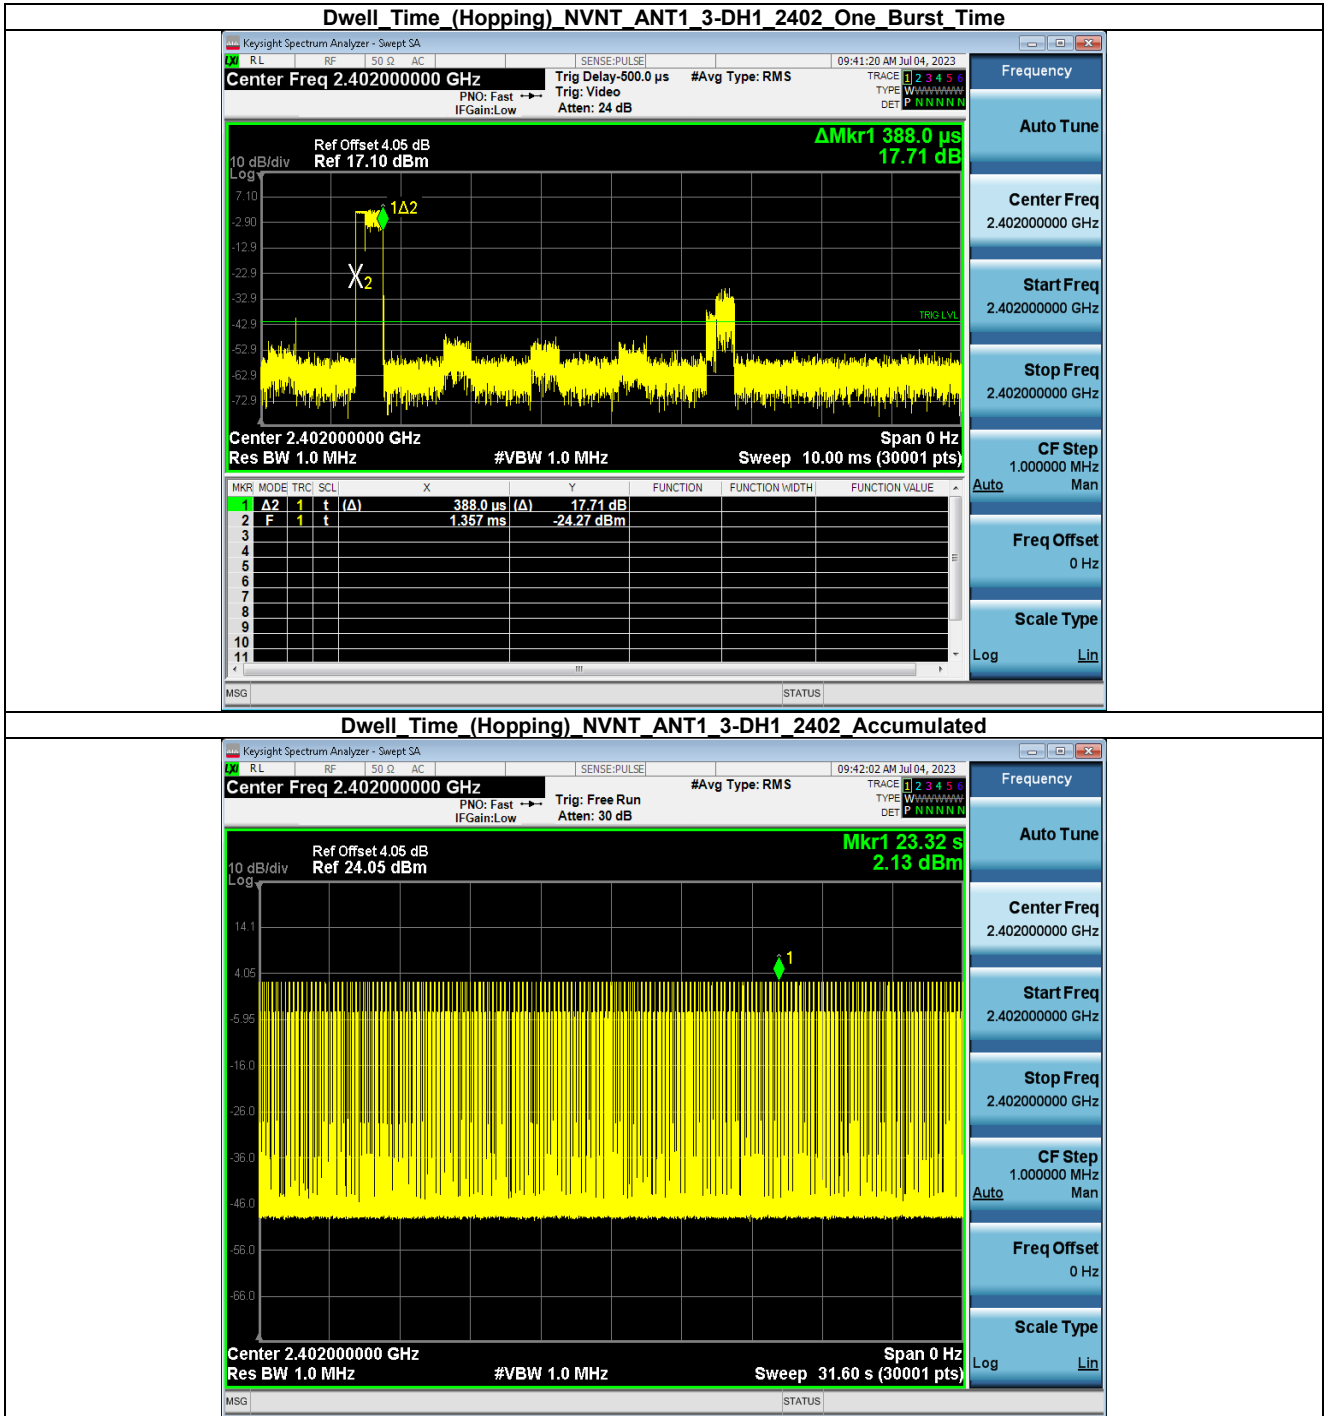 Dwell_Time_(Hopping)_NVNT_ANT1_3-DH1_2402_One_Burst_Time
Keysight Spectrum Analyzer - Swept SA
LXI RL RF 50 Ω AC SENSE:PULSE 09:41:20 AM Jul 04, 2023
Center Freq 2.402000000 GHz
PNO: Fast
IFGain:Low
Trig Delay-500.0 µs
Trig: Video
Atten: 24 dB
#Avg Type: RMS
TRACE 1 2 3 4 5 6
TYPE WWWWWW
DET P N N N N N
Frequency
Auto Tune
Center Freq
2.402000000 GHz
Start Freq
2.402000000 GHz
Stop Freq
2.402000000 GHz
CF Step
1.000000 MHz
Auto Man
Freq Offset
0 Hz
Scale Type
Log Lin
ΔMkr1 388.0 µs
17.71 dB
Ref Offset 4.05 dB
10 dB/div Ref 17.10 dBm
Log
7.10
-2.90
-12.9
-22.9
-32.9
-42.9
-52.9
-62.9
-72.9
1Δ2
X2
TRIG LVL
Center 2.402000000 GHz Span 0 Hz
Res BW 1.0 MHz #VBW 1.0 MHz Sweep 10.00 ms (30001 pts)
MKR MODE TRC SCL X Y FUNCTION FUNCTION WIDTH FUNCTION VALUE
1 Δ2 1 t (Δ) 388.0 µs (Δ) 17.71 dB
2 F 1 t 1.357 ms -24.27 dBm
3
4
5
6
7
8
9
10
11
MSG STATUS
Dwell_Time_(Hopping)_NVNT_ANT1_3-DH1_2402_Accumulated
Keysight Spectrum Analyzer - Swept SA
LXI RL RF 50 Ω AC SENSE:PULSE 09:42:02 AM Jul 04, 2023
Center Freq 2.402000000 GHz
PNO: Fast
IFGain:Low
Trig: Free Run
Atten: 30 dB
#Avg Type: RMS
TRACE 1 2 3 4 5 6
TYPE WWWWWW
DET P N N N N N
Frequency
Auto Tune
Center Freq
2.402000000 GHz
Start Freq
2.402000000 GHz
Stop Freq
2.402000000 GHz
CF Step
1.000000 MHz
Auto Man
Freq Offset
0 Hz
Scale Type
Log Lin
Mkr1 23.32 s
2.13 dBm
Ref Offset 4.05 dB
10 dB/div Ref 24.05 dBm
Log
14.1
4.05
-5.95
-16.0
-26.0
-36.0
-46.0
-56.0
-66.0
1
Center 2.402000000 GHz Span 0 Hz
Res BW 1.0 MHz #VBW 1.0 MHz Sweep 31.60 s (30001 pts)
MSG STATUS